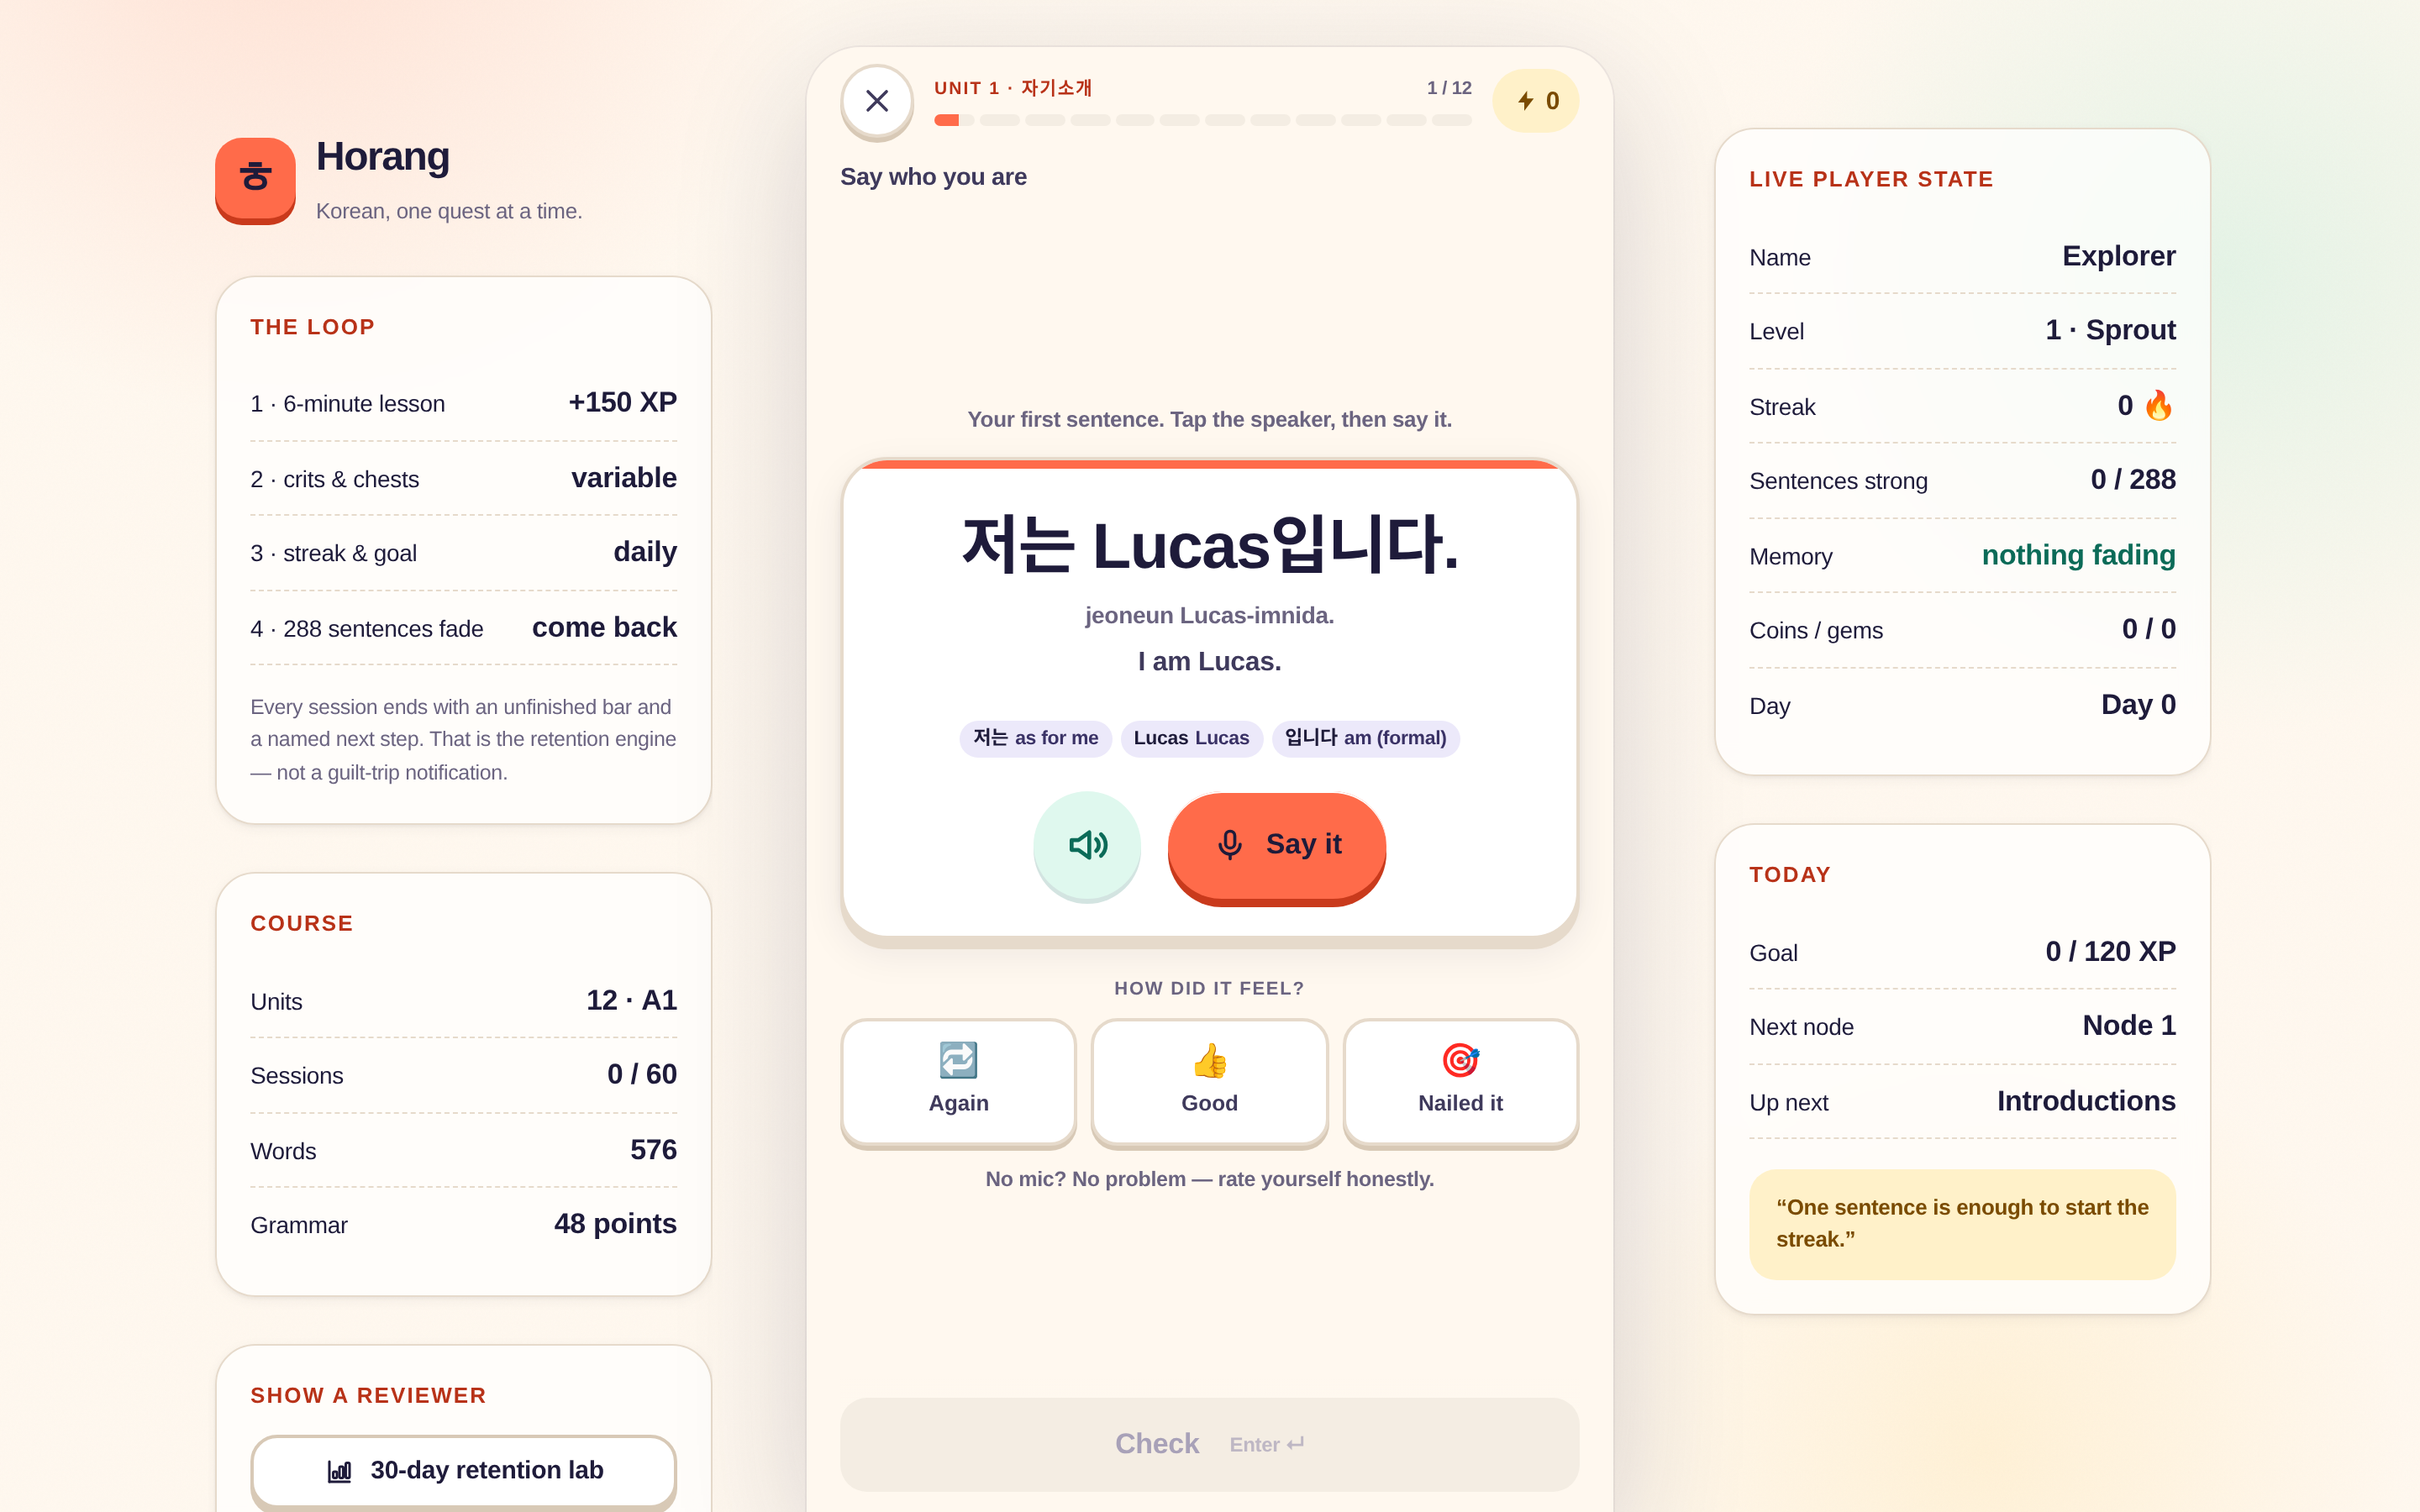 ㅎ
Horang
Korean, one quest at a time.
THE LOOP
1 · 6-minute lesson +150 XP
2 · crits & chests variable
3 · streak & goal daily
4 · 288 sentences fade come back
Every session ends with an unfinished bar and
a named next step. That is the retention engine
— not a guilt-trip notification.
COURSE
Units 12 · A1
Sessions 0 / 60
Words 576
Grammar 48 points
SHOW A REVIEWER
30-day retention lab
UNIT 1 · 자기소개 1 / 12
0
Say who you are
Your first sentence. Tap the speaker, then say it.
저는 Lucas입니다.
jeoneun Lucas-imnida.
I am Lucas.
저는 as for me Lucas Lucas 입니다 am (formal)
Say it
HOW DID IT FEEL?
Again Good Nailed it
No mic? No problem — rate yourself honestly.
Check Enter ↵
LIVE PLAYER STATE
Name Explorer
Level 1 · Sprout
Streak 0 🔥
Sentences strong 0 / 288
Memory nothing fading
Coins / gems 0 / 0
Day Day 0
TODAY
Goal 0 / 120 XP
Next node Node 1
Up next Introductions
“One sentence is enough to start the
streak.”